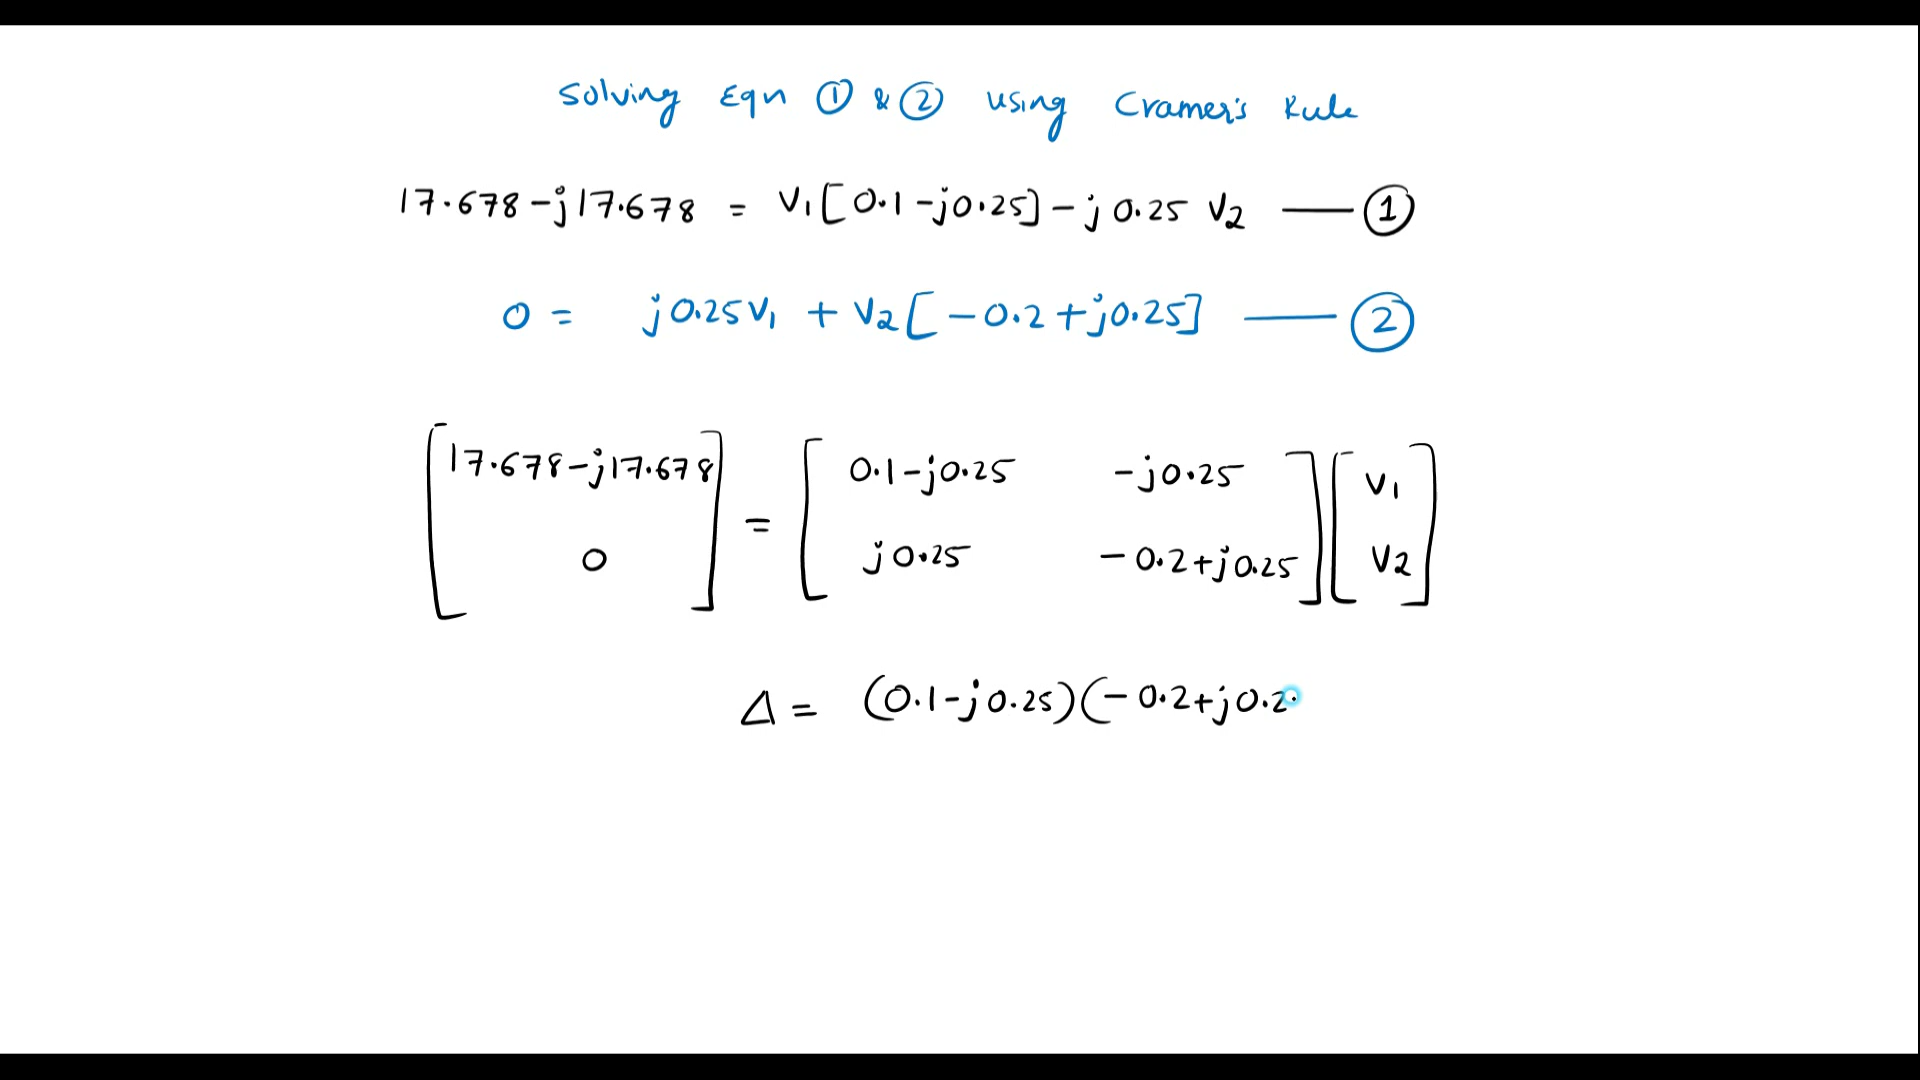 Solving Eqn ① & ② using Cramer's Rule
17.678-j17.678 = V1[0.1-j0.25]-j0.25 V2 —— ①
0 = j0.25V1 + V2[-0.2+j0.25] —— ②
[17.678-j17.678 0] = [0.1-j0.25 -j0.25 j0.25 -0.2+j0.25][V1 V2]
Δ = (0.1-j0.25)(-0.2+j0.2